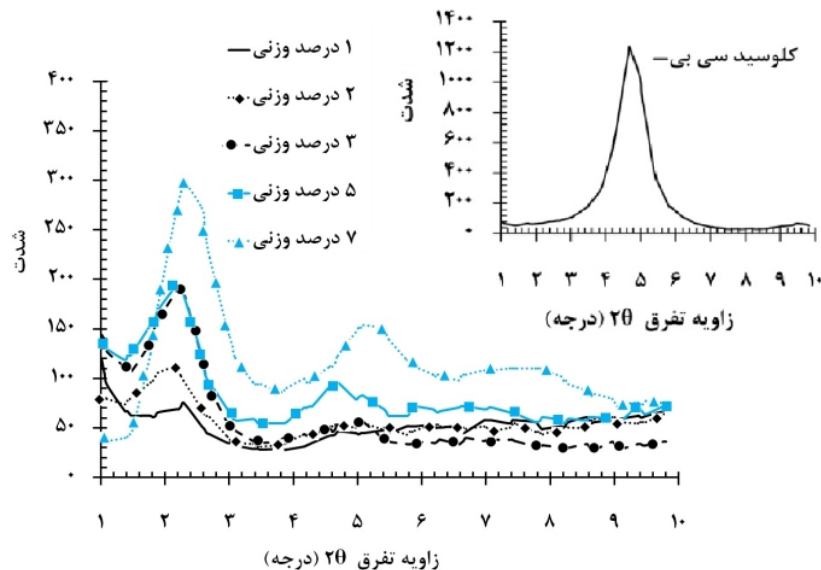 ۱ درصد وزنی
۲ درصد وزنی
۳ درصد وزنی
۵ درصد وزنی
۷ درصد وزنی
۴۰۰
۳۵۰
۳۰۰
۲۵۰
۲۰۰
۱۵۰
۱۰۰
۵۰
۰
شدت
۱ ۲ ۳ ۴ ۵ ۶ ۷ ۸ ۹ ۱۰
زاویه تفرق ۲θ (درجه)
کلوسید سی بی
۱۴۰۰
۱۲۰۰
۱۰۰۰
۸۰۰
۶۰۰
۴۰۰
۲۰۰
۰
شدت
۱ ۲ ۳ ۴ ۵ ۶ ۷ ۸ ۹ ۱۰
زاویه تفرق ۲θ (درجه)